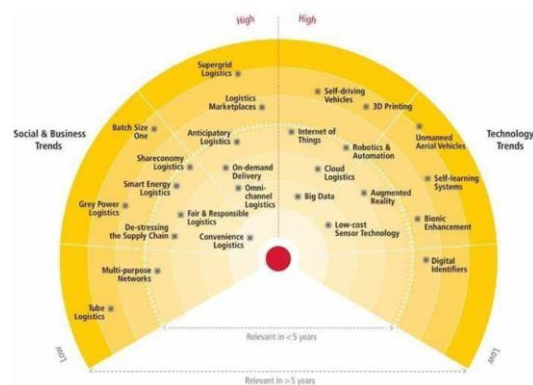 High
High
Supergrid
Logistics
Self-driving
Vehicles
3D Printing
Logistics
Marketplaces
Batch Size
One
Unmanned
Aerial Vehicles
Social & Business
Trends
Technology
Trends
Anticipatory
Logistics
Internet of
Things
Robotics &
Automation
Shareconomy
Logistics
On-demand
Delivery
Cloud
Logistics
Self-learning
Systems
Smart Energy
Logistics
Omni-
channel
Logistics
Big Data
Augmented
Reality
Grey Power
Logistics
Fair & Responsible
Logistics
Bionic
Enhancement
De-stressing
the Supply Chain
Convenience
Logistics
Low-cost
Sensor Technology
Multi-purpose
Networks
Digital
Identifiers
Tube
Logistics
Low
Low
Relevant in <5 years
Relevant in >5 years